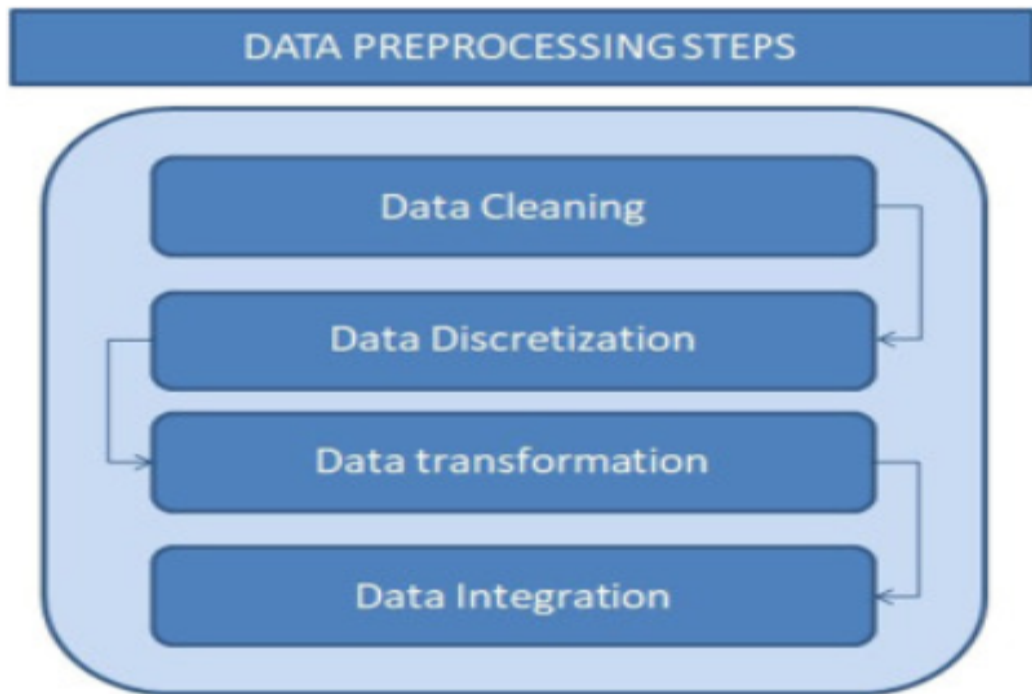 DATA PREPROCESSING STEPS
Data Cleaning
Data Discretization
Data transformation
Data Integration